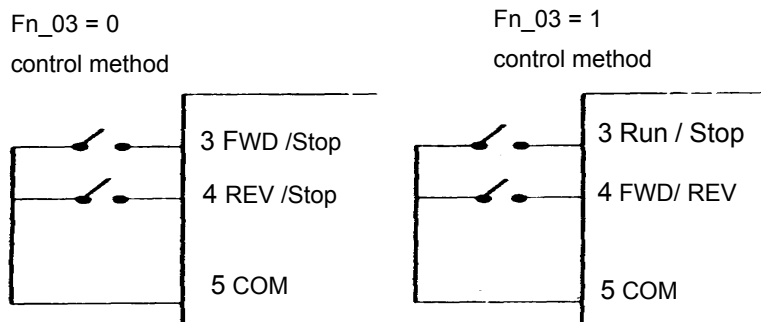 Fn_03 = 0
control method
3 FWD /Stop
4 REV /Stop
5 COM
Fn_03 = 1
control method
3 Run / Stop
4 FWD/ REV
5 COM